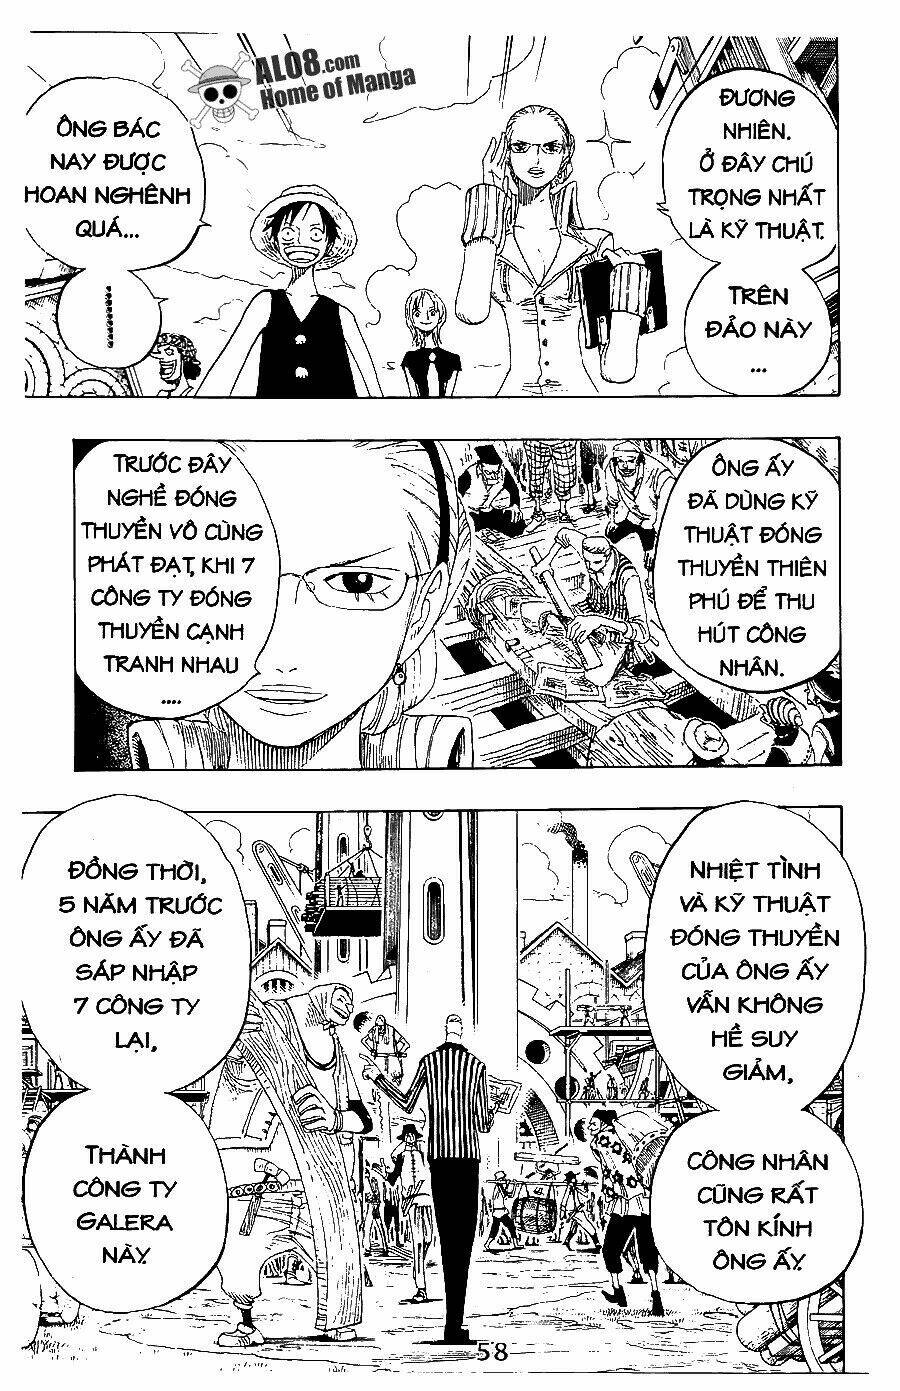 AL08.com
Home of Manga
ÔNG BÁC
NAY ĐƯỢC
HOAN NGHÊNH
QUÁ...
.........
ĐƯƠNG
NHIÊN.
Ở ĐÂY CHÚ
TRỌNG NHẤT
LÀ KỸ THUẬT.
TRÊN
ĐẢO NÀY
...
TRƯỚC ĐÂY
NGHỀ ĐÓNG
THUYỀN VÔ CÙNG
PHÁT ĐẠT, KHI 7
CÔNG TY ĐÓNG
THUYỀN CẠNH
TRANH NHAU
....
ÔNG ẤY
ĐÃ DÙNG KỸ
THUẬT ĐÓNG
THUYỀN THIÊN
PHÚ ĐỂ THU
HÚT CÔNG
NHÂN.
ĐỒNG THỜI,
5 NĂM TRƯỚC
ÔNG ẤY ĐÃ
SÁP NHẬP
7 CÔNG TY
LẠI,
THÀNH
CÔNG TY
GALERA
NÀY.
NHIỆT TÌNH
VÀ KỸ THUẬT
ĐÓNG THUYỀN
CỦA ÔNG ẤY
VẪN KHÔNG
HỀ SUY
GIẢM,
CÔNG NHÂN
CŨNG RẤT
TÔN KÍNH
ÔNG ẤY.
58